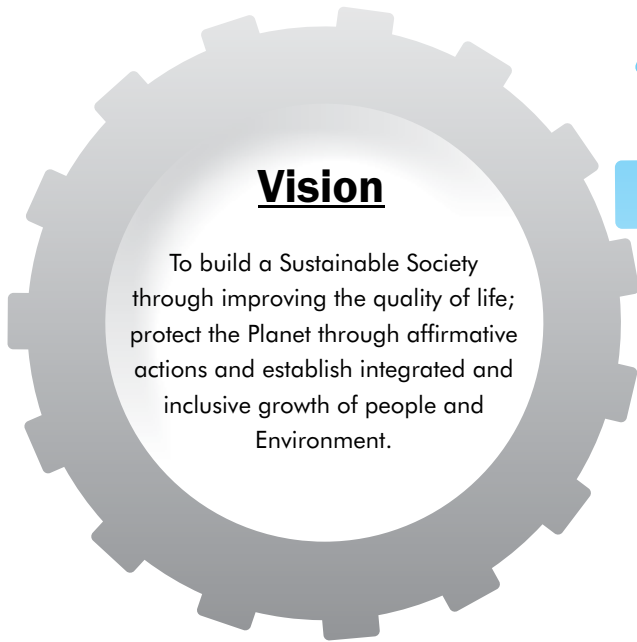 Vision
To build a Sustainable Society
through improving the quality of life;
protect the Planet through affirmative
actions and establish integrated and
inclusive growth of people and
Environment.